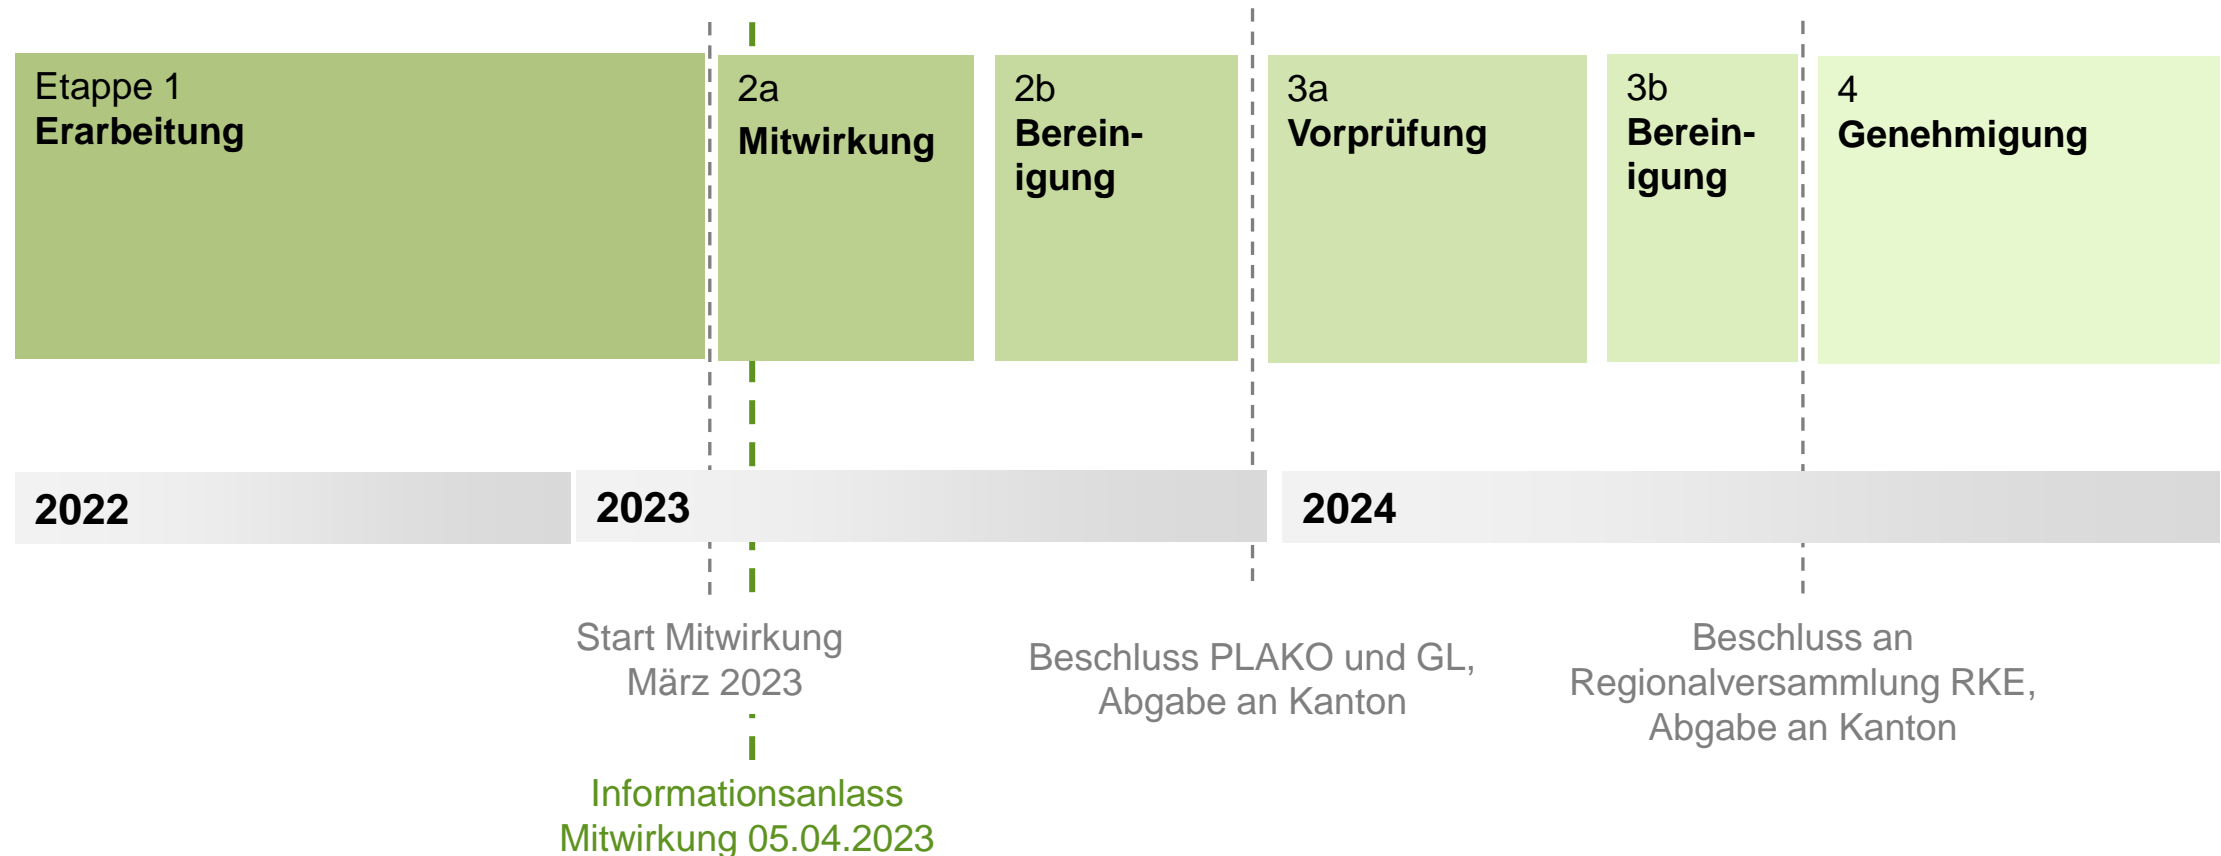 Etappe 1
Erarbeitung
2a
Mitwirkung
2b
Berein-
igung
3a
Vorprüfung
3b
Berein-
igung
4
Genehmigung
2022
2023
2024
Start Mitwirkung
März 2023
Beschluss PLAKO und GL,
Abgabe an Kanton
Beschluss an
Regionalversammlung RKE,
Abgabe an Kanton
Informationsanlass
Mitwirkung 05.04.2023